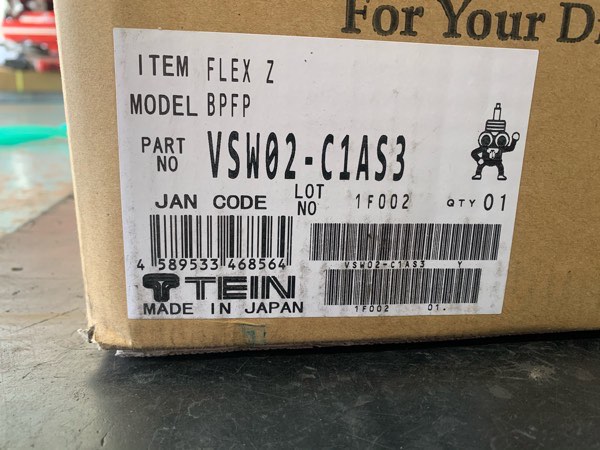 For Your D
ITEM FLEX Z
MODEL BPFP
PART NO VSW02-C1AS3
JAN CODE LOT NO 1F002 QTY 01
4 589533 468564
VSW02-C1AS3 Y
TEIN
MADE IN JAPAN
1F002 01.